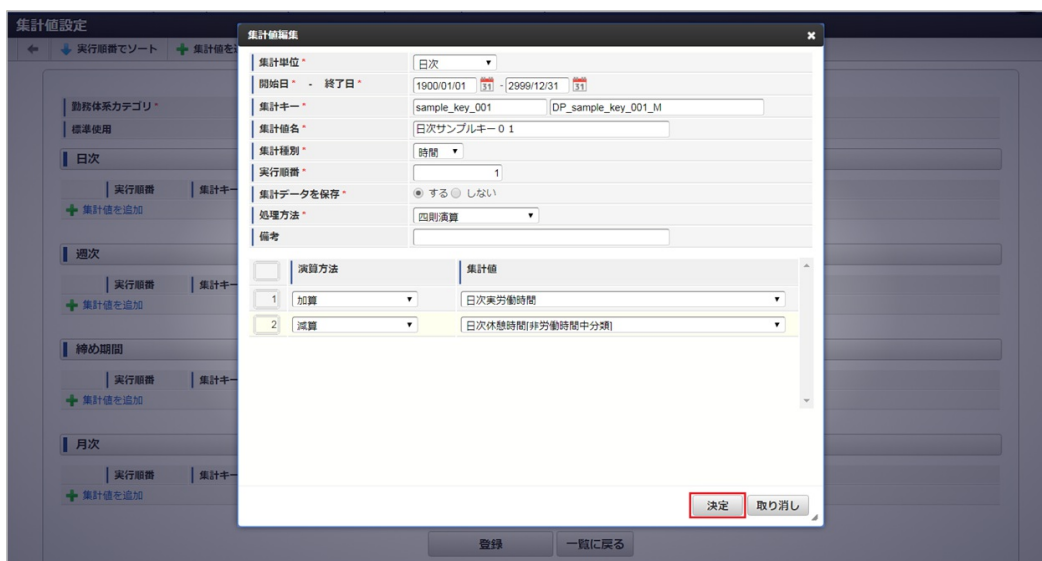 集計値設定
実行順番でソート 集計値を
勤務体系カテゴリ*
標準使用
日次
実行順番 集計キー
集計値を追加
週次
実行順番 集計キー
集計値を追加
締め期間
実行順番 集計キー
集計値を追加
月次
実行順番 集計キー
集計値を追加
登録 一覧に戻る
集計値編集 ×
集計単位* 日次
開始日* - 終了日* 1900/01/01 31 - 2999/12/31 31
集計キー* sample_key_001 DP_sample_key_001_M
集計値名* 日次サンプルキー01
集計種別* 時間
実行順番* 1
集計データを保存* する しない
処理方法* 四則演算
備考
演算方法 集計値
1 加算 日次実労働時間
2 減算 日次休憩時間[非労働時間中分類]
決定 取り消し